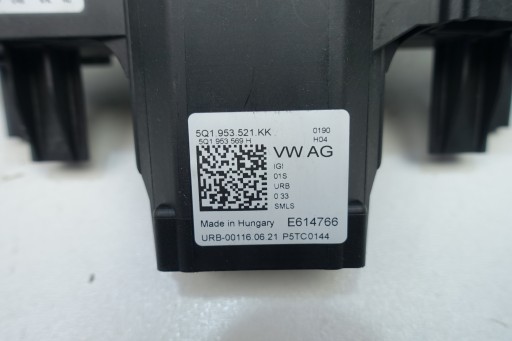 5Q1.953.521.KK 0190
5Q1.953.569 H H04
VW AG
IGI
01S
URB
0 33
SMLS
Made in Hungary E614766
URB-00116 06.21 P5TC0144